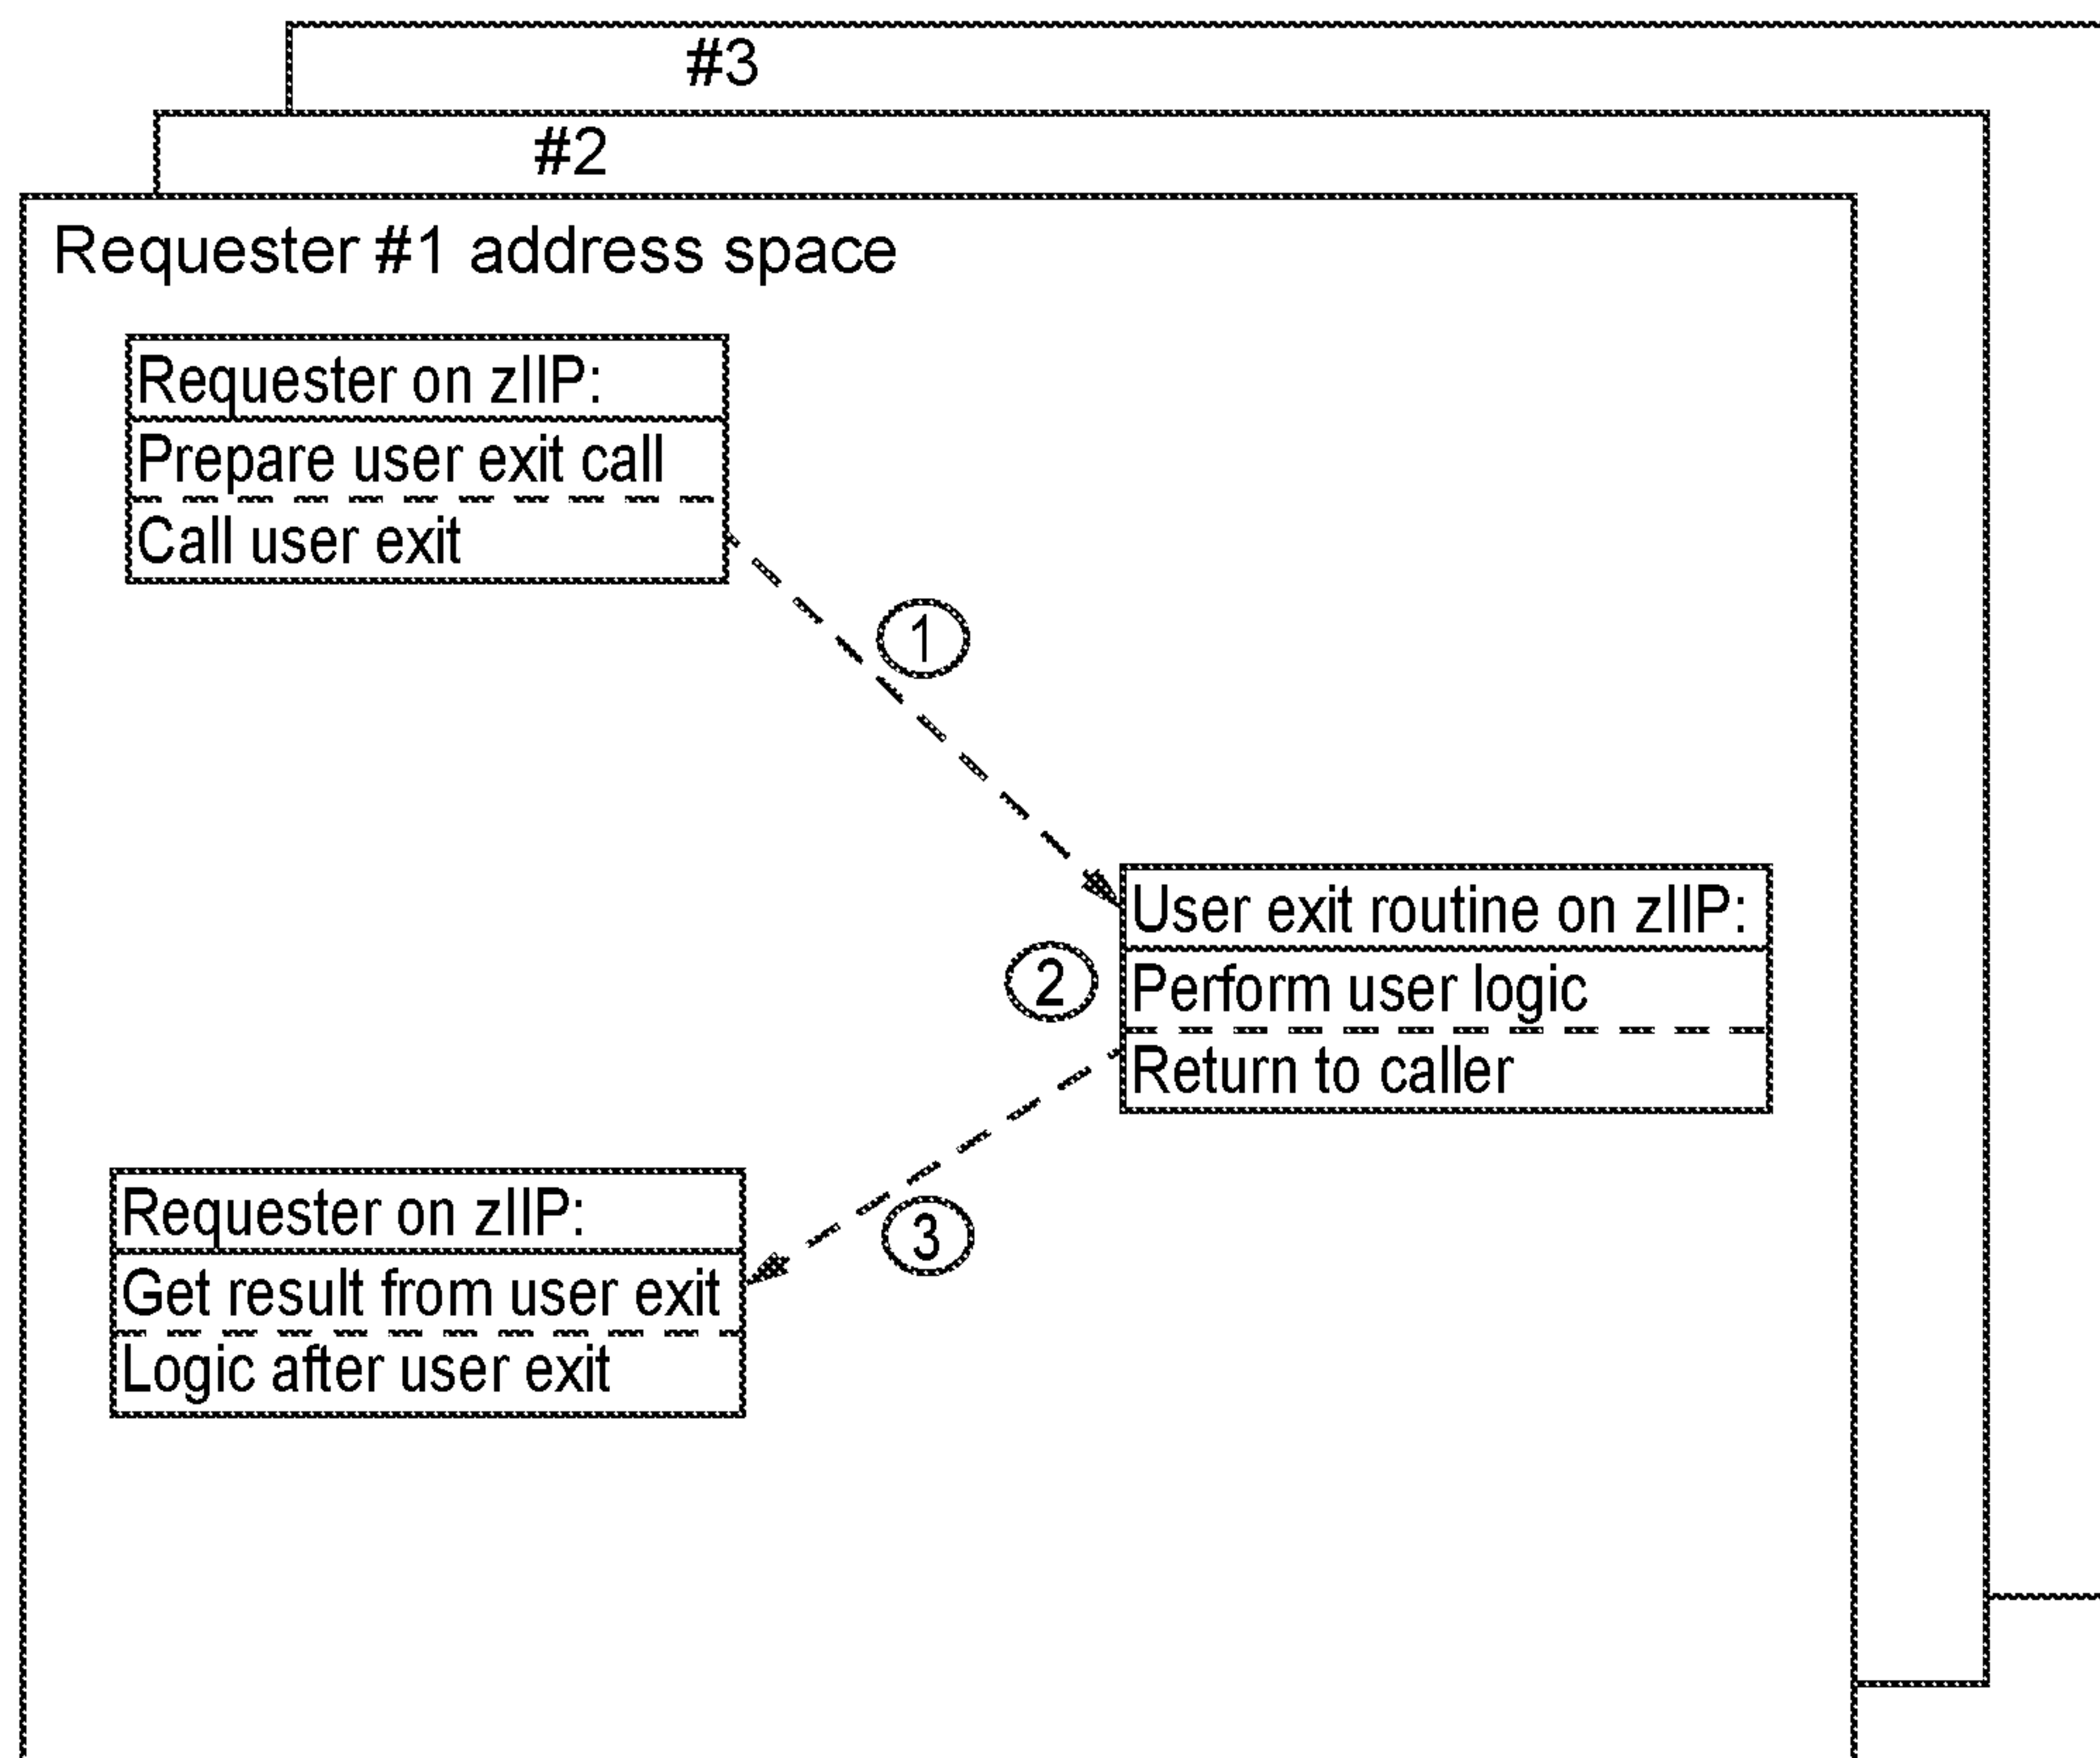 #3
#2
Requester #1 address space
Requester on zIIP:
Prepare user exit call
Call user exit
1
User exit routine on zIIP:
2
Perform user logic
Return to caller
3
Requester on zIIP:
Get result from user exit
Logic after user exit